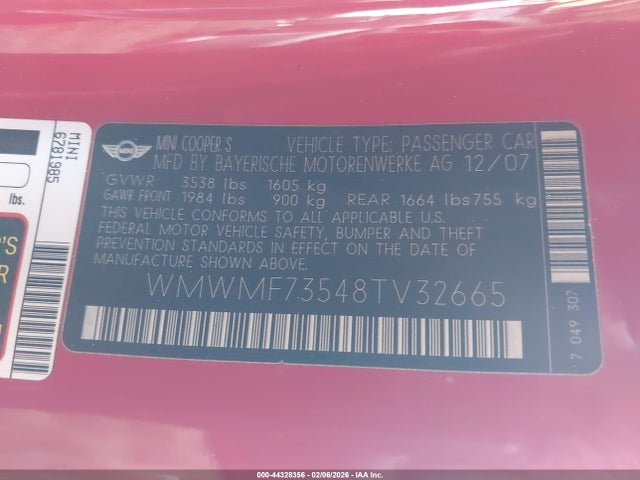 MINI
6781985
lbs.
'S
R
MINI COOPER S VEHICLE TYPE: PASSENGER CAR
MFD BY BAYERISCHE MOTORENWERKE AG 12/07
GVWR 3538 lbs 1605 kg
GAWR FRONT 1984 lbs 900 kg REAR 1664 lbs 755 kg
THIS VEHICLE CONFORMS TO ALL APPLICABLE U.S.
FEDERAL MOTOR VEHICLE SAFETY, BUMPER AND THEFT
PREVENTION STANDARDS IN EFFECT ON THE DATE OF
MANUFACTURE SHOWN ABOVE.
WMWMF73548TV32665
7 049 307
000-44328356 - 02/06/2026 - IAA Inc.